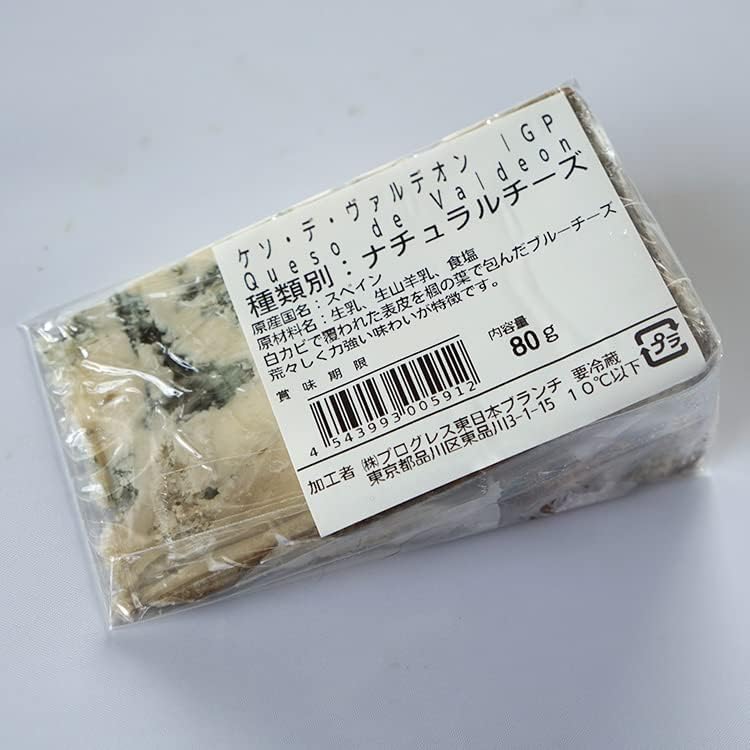 ケソ・デ・ヴァルデオン IGP
Queso de Valdeon
種類別：ナチュラルチーズ
原産国名：スペイン
原材料名：生乳、生山羊乳、食塩
白カビで覆われた表皮を楓の葉で包んだブルーチーズ
荒々しく力強い味わいが特徴です。
賞味期限
内容量
80g
4 543993 005912
プラ
要冷蔵
10℃以下
加工者 ㈱プログレス東日本ブランチ
東京都品川区東品川3-1-15